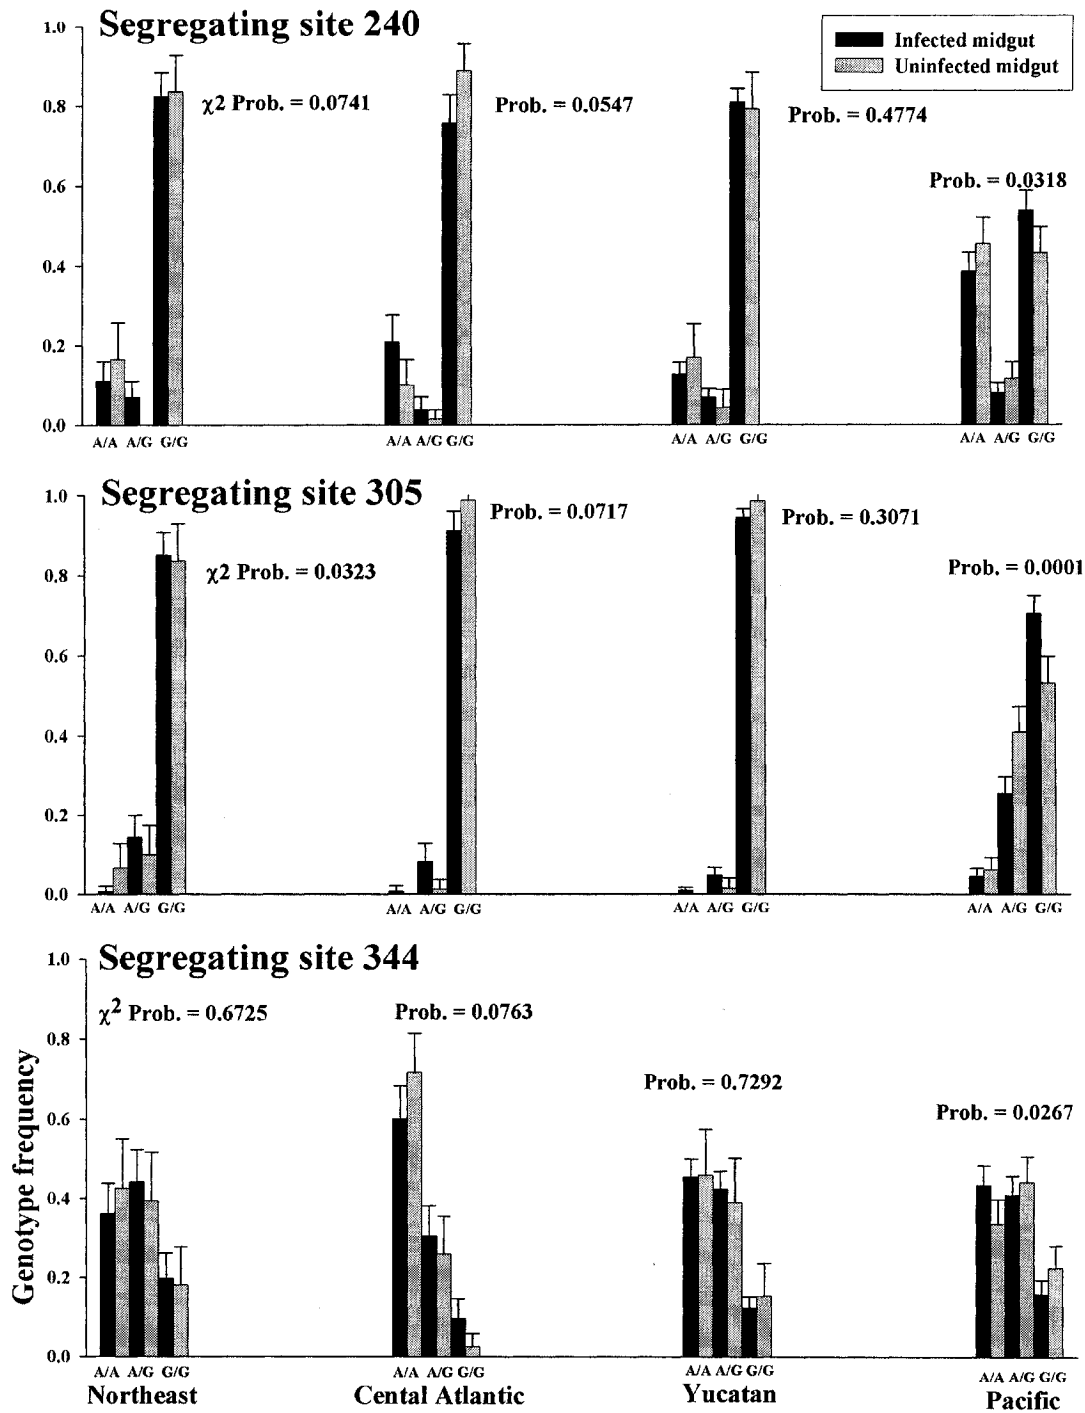 Segregating site 240
Infected midgut
Uninfected midgut
χ2 Prob. = 0.0741
Prob. = 0.0547
Prob. = 0.4774
Prob. = 0.0318
1.0
0.8
0.6
0.4
0.2
0.0
A/A A/G G/G
A/A A/G G/G
A/A A/G G/G
A/A A/G G/G
Segregating site 305
χ2 Prob. = 0.0323
Prob. = 0.0717
Prob. = 0.3071
Prob. = 0.0001
1.0
0.8
0.6
0.4
0.2
0.0
A/A A/G G/G
A/A A/G G/G
A/A A/G G/G
A/A A/G G/G
Segregating site 344
χ2 Prob. = 0.6725
Prob. = 0.0763
Prob. = 0.7292
Prob. = 0.0267
Genotype frequency
1.0
0.8
0.6
0.4
0.2
0.0
A/A A/G G/G
A/A A/G G/G
A/A A/G G/G
A/A A/G G/G
Northeast
Cental Atlantic
Yucatan
Pacific